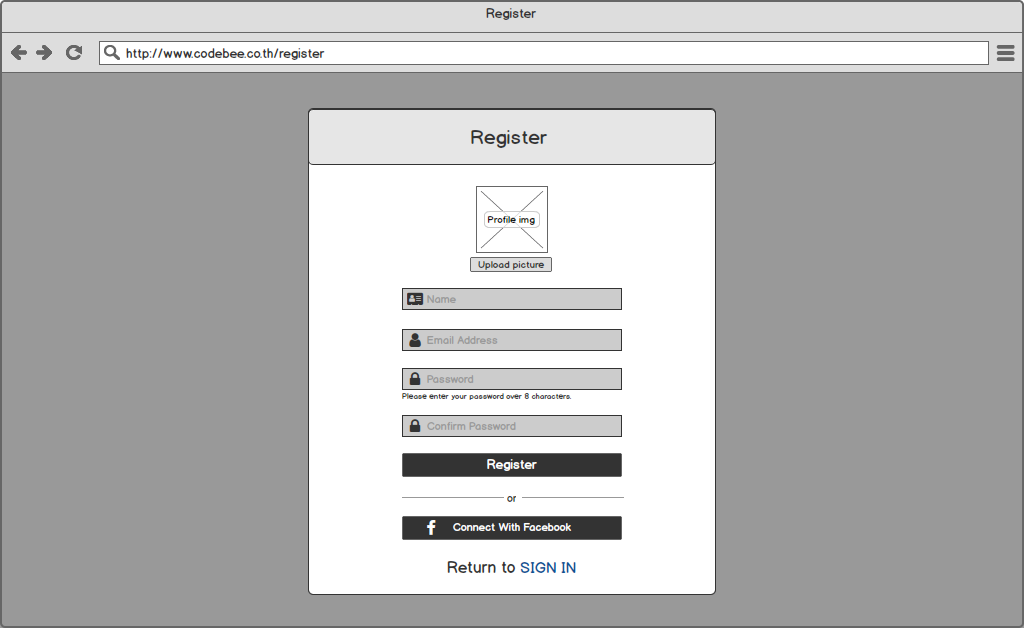 Register
http://www.codebee.co.th/register
Register
Profile img
Upload picture
Name
Email Address
Password
Please enter your password over 8 characters.
Confirm Password
Register
or
Connect With Facebook
Return to SIGN IN